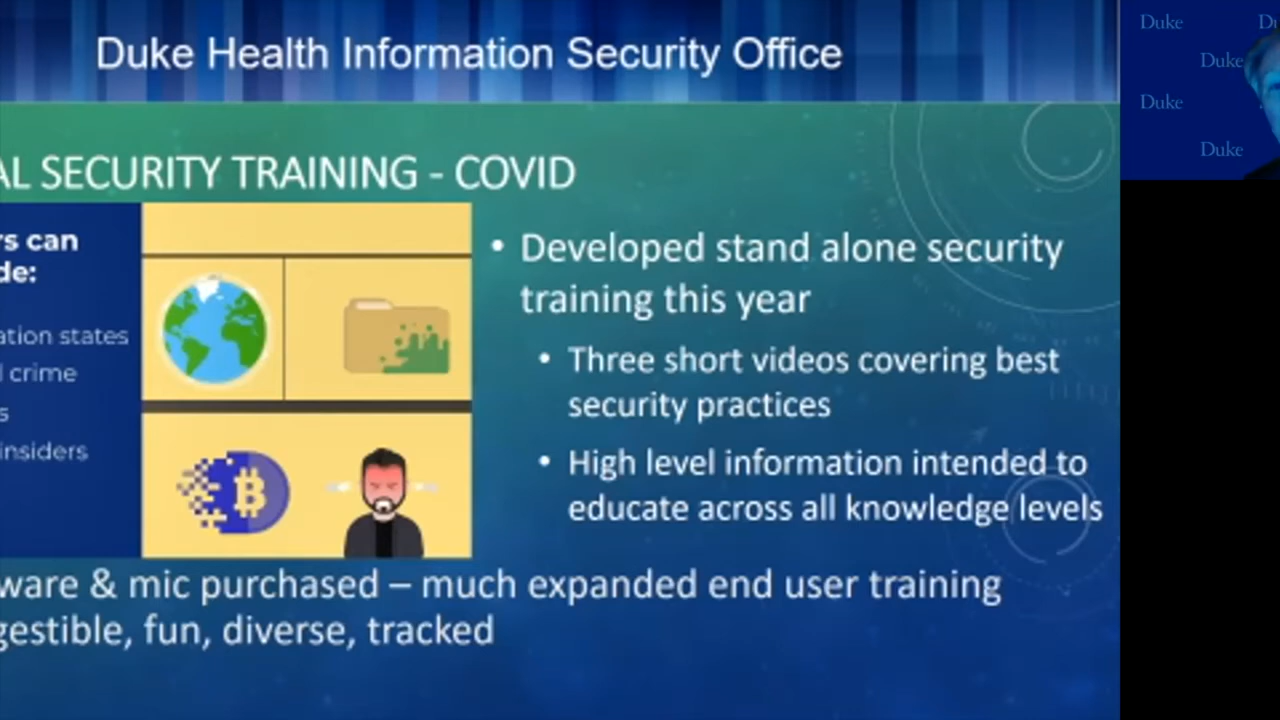 Duke Health Information Security Office
AL SECURITY TRAINING - COVID
rs can
de:
ation states
l crime
s
insiders
• Developed stand alone security
training this year
• Three short videos covering best
security practices
• High level information intended to
educate across all knowledge levels
ware & mic purchased – much expanded end user training
gestible, fun, diverse, tracked
Duke
Du
Duke
Duke
Duke